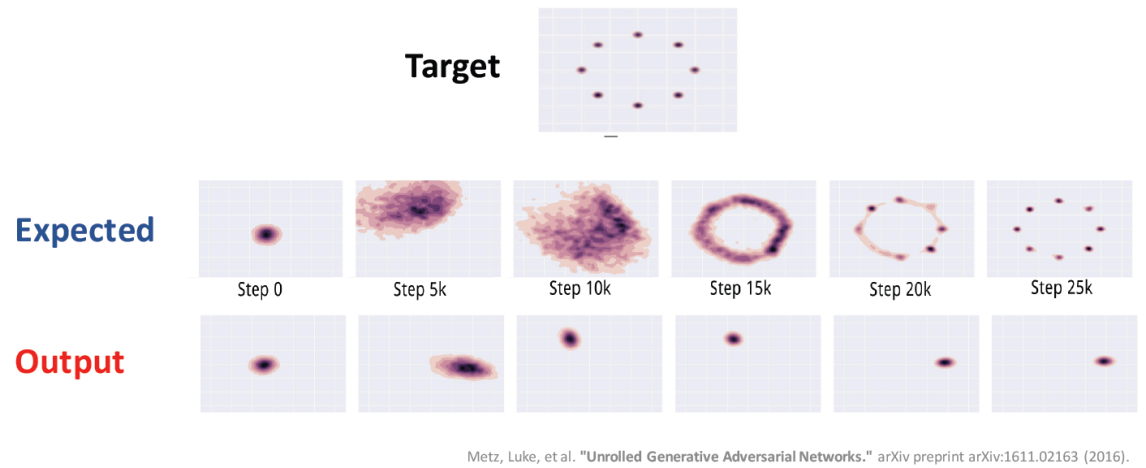 Target
Expected
Step 0 Step 5k Step 10k Step 15k Step 20k Step 25k
Output
Metz, Luke, et al. "Unrolled Generative Adversarial Networks." arXiv preprint arXiv:1611.02163 (2016).